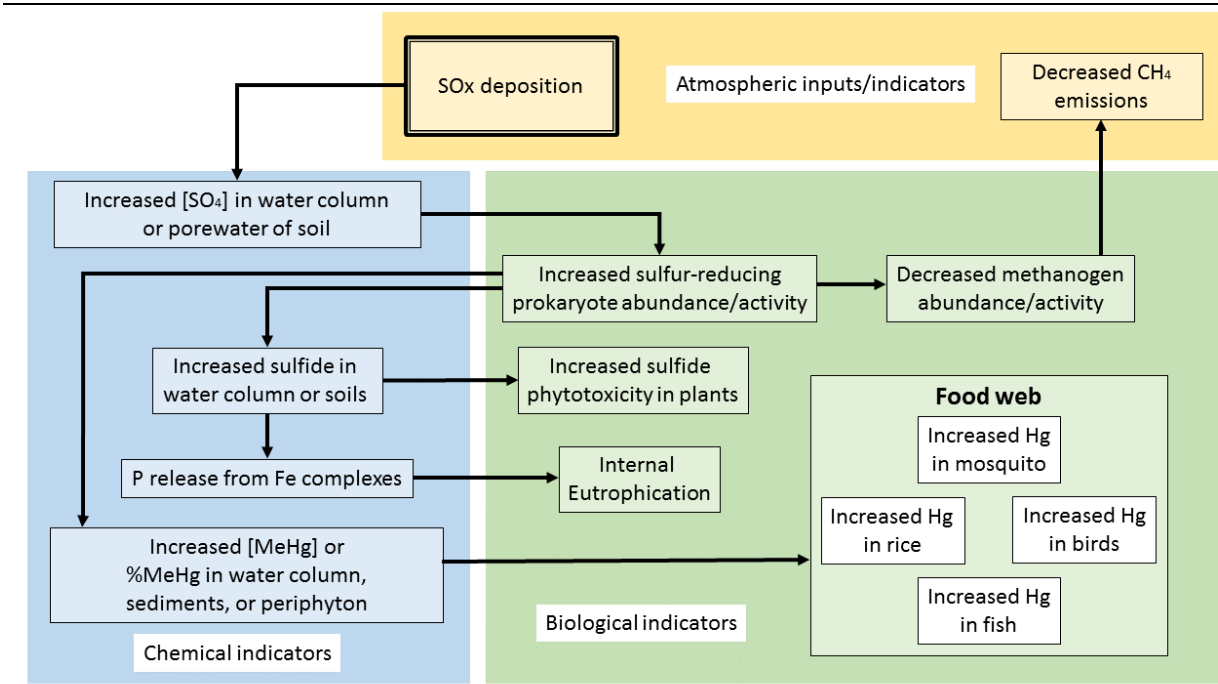 SOx deposition
Atmospheric inputs/indicators
Decreased CH₄
emissions
Increased [SO₄] in water column
or porewater of soil
Increased sulfur-reducing
prokaryote abundance/activity
Decreased methanogen
abundance/activity
Increased sulfide in
water column or soils
Increased sulfide
phytotoxicity in plants
P release from Fe complexes
Internal
Eutrophication
Increased [MeHg] or
%MeHg in water column,
sediments, or periphyton
Food web
Increased Hg
in mosquito
Increased Hg
in rice
Increased Hg
in birds
Increased Hg
in fish
Chemical indicators
Biological indicators